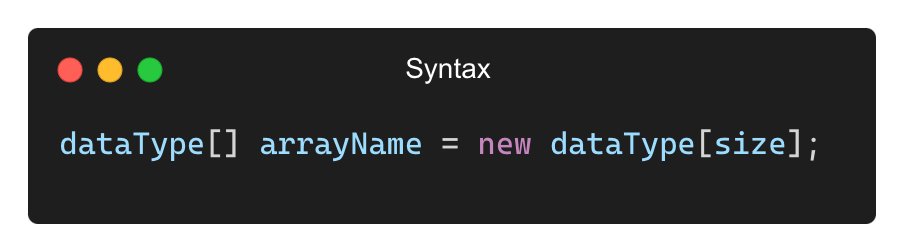 Syntax
dataType[] arrayName = new dataType[size];